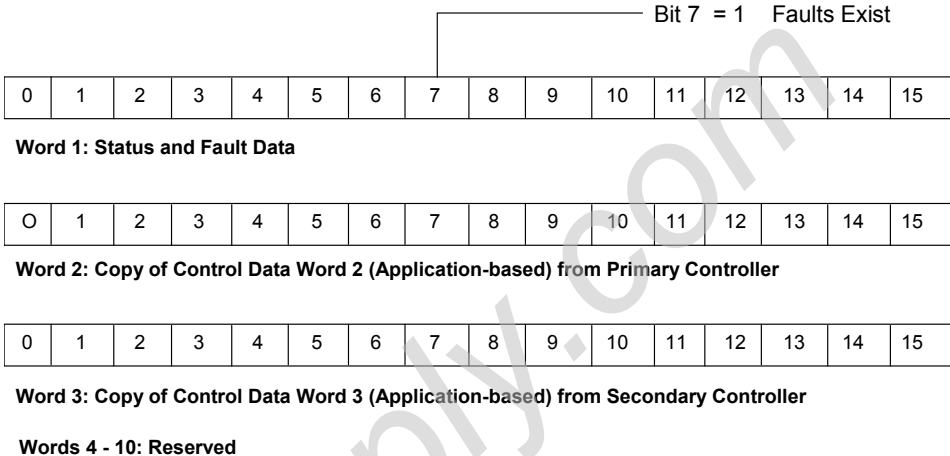 Bit 7 = 1 Faults Exist
0 1 2 3 4 5 6 7 8 9 10 11 12 13 14 15
Word 1: Status and Fault Data
O 1 2 3 4 5 6 7 8 9 10 11 12 13 14 15
Word 2: Copy of Control Data Word 2 (Application-based) from Primary Controller
0 1 2 3 4 5 6 7 8 9 10 11 12 13 14 15
Word 3: Copy of Control Data Word 3 (Application-based) from Secondary Controller
Words 4 - 10: Reserved
ply.com